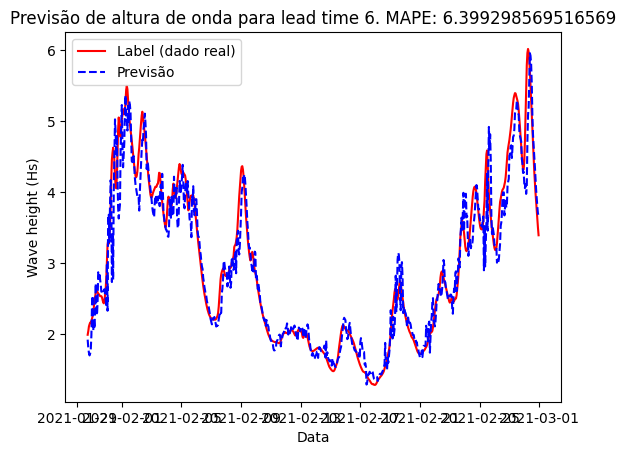 Previsão de altura de onda para lead time 6. MAPE: 6.399298569516569
Label (dado real)
Previsão
6
5
4
3
2
Wave height (Hs)
2021-01-29
2021-02-01
2021-02-05
2021-02-09
2021-02-13
2021-02-17
2021-02-21
2021-02-25
2021-03-01
Data